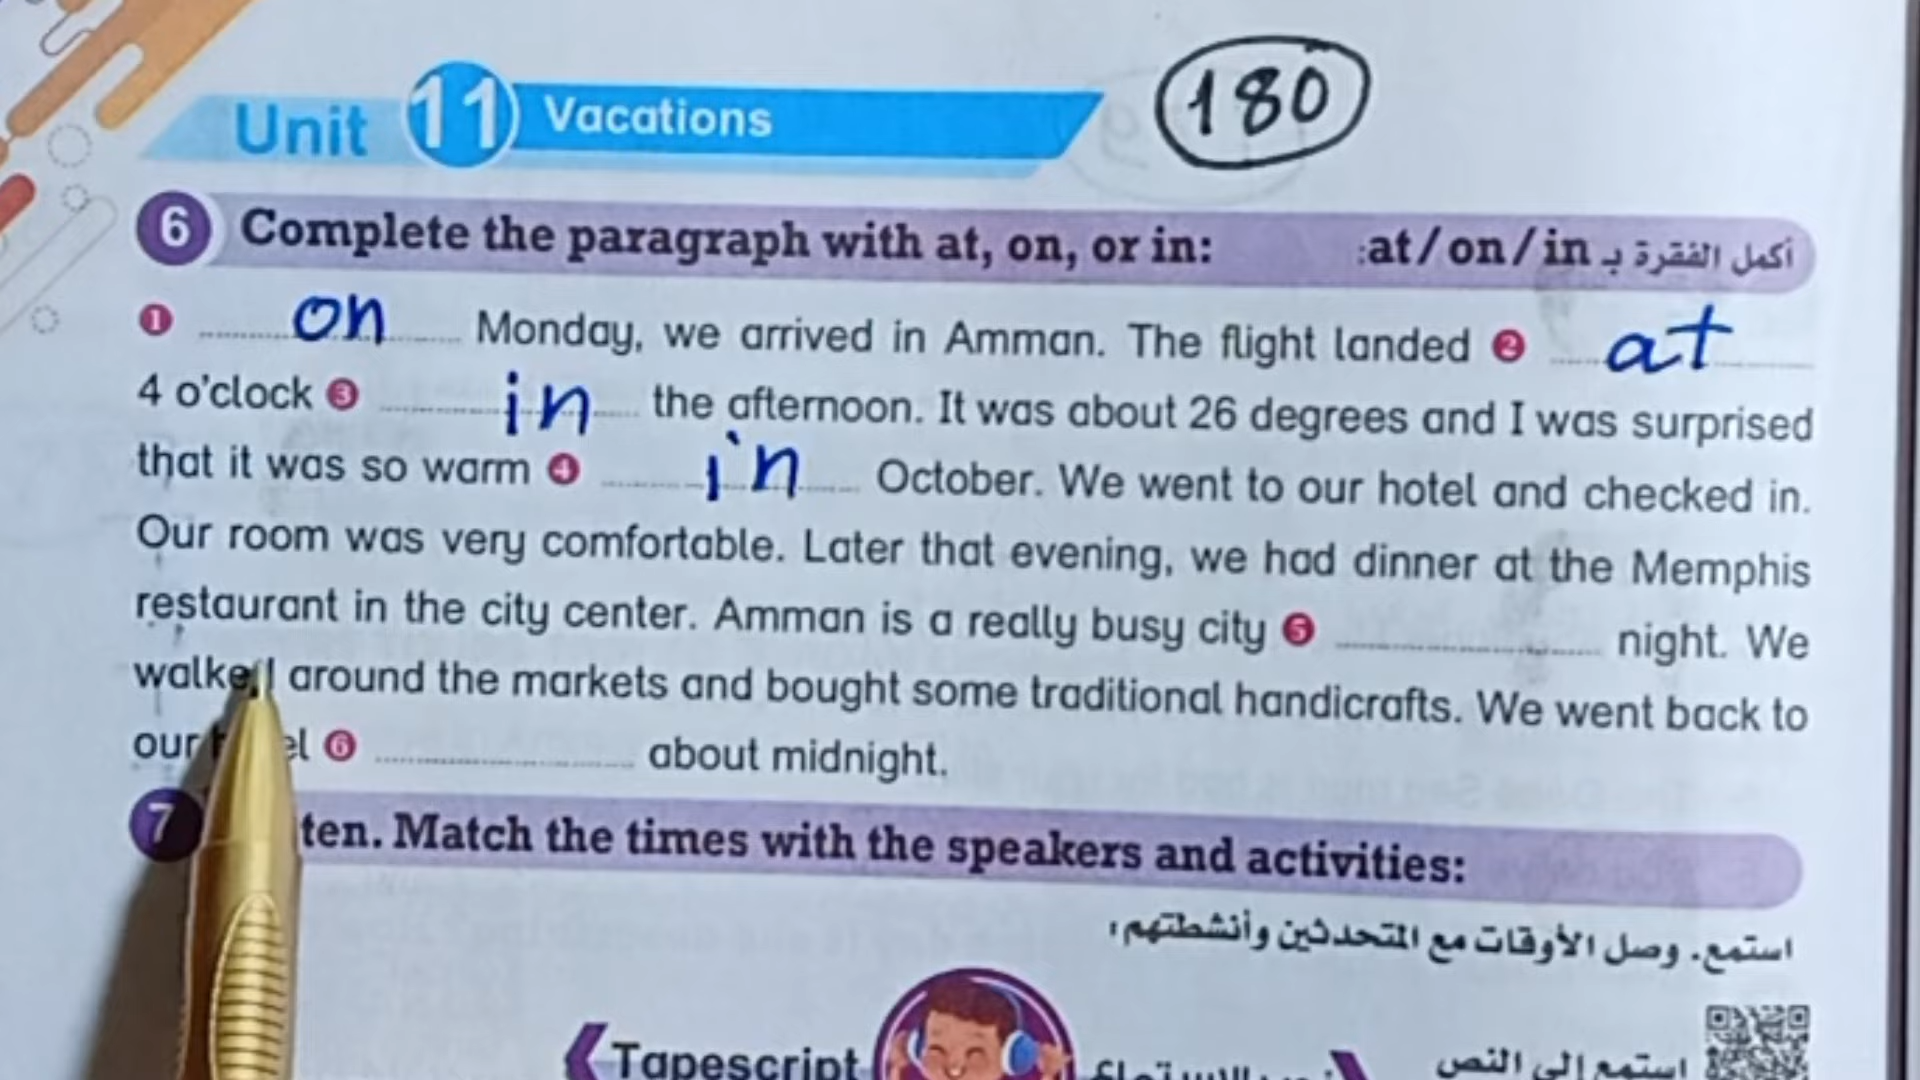 Unit 11 Vacations 180
6 Complete the paragraph with at, on, or in: أكمل الفقرة بـ at/on/in:
1 on Monday, we arrived in Amman. The flight landed 2 at
4 o'clock 3 in the afternoon. It was about 26 degrees and I was surprised
that it was so warm 4 in October. We went to our hotel and checked in.
Our room was very comfortable. Later that evening, we had dinner at the Memphis
restaurant in the city center. Amman is a really busy city 5 ............ night. We
walked around the markets and bought some traditional handicrafts. We went back to
our 6 ............ about midnight.
7 ten. Match the times with the speakers and activities:
استمع. وصل الأوقات مع المتحدثين وأنشطتهم:
Tapescript استمع إلى النص